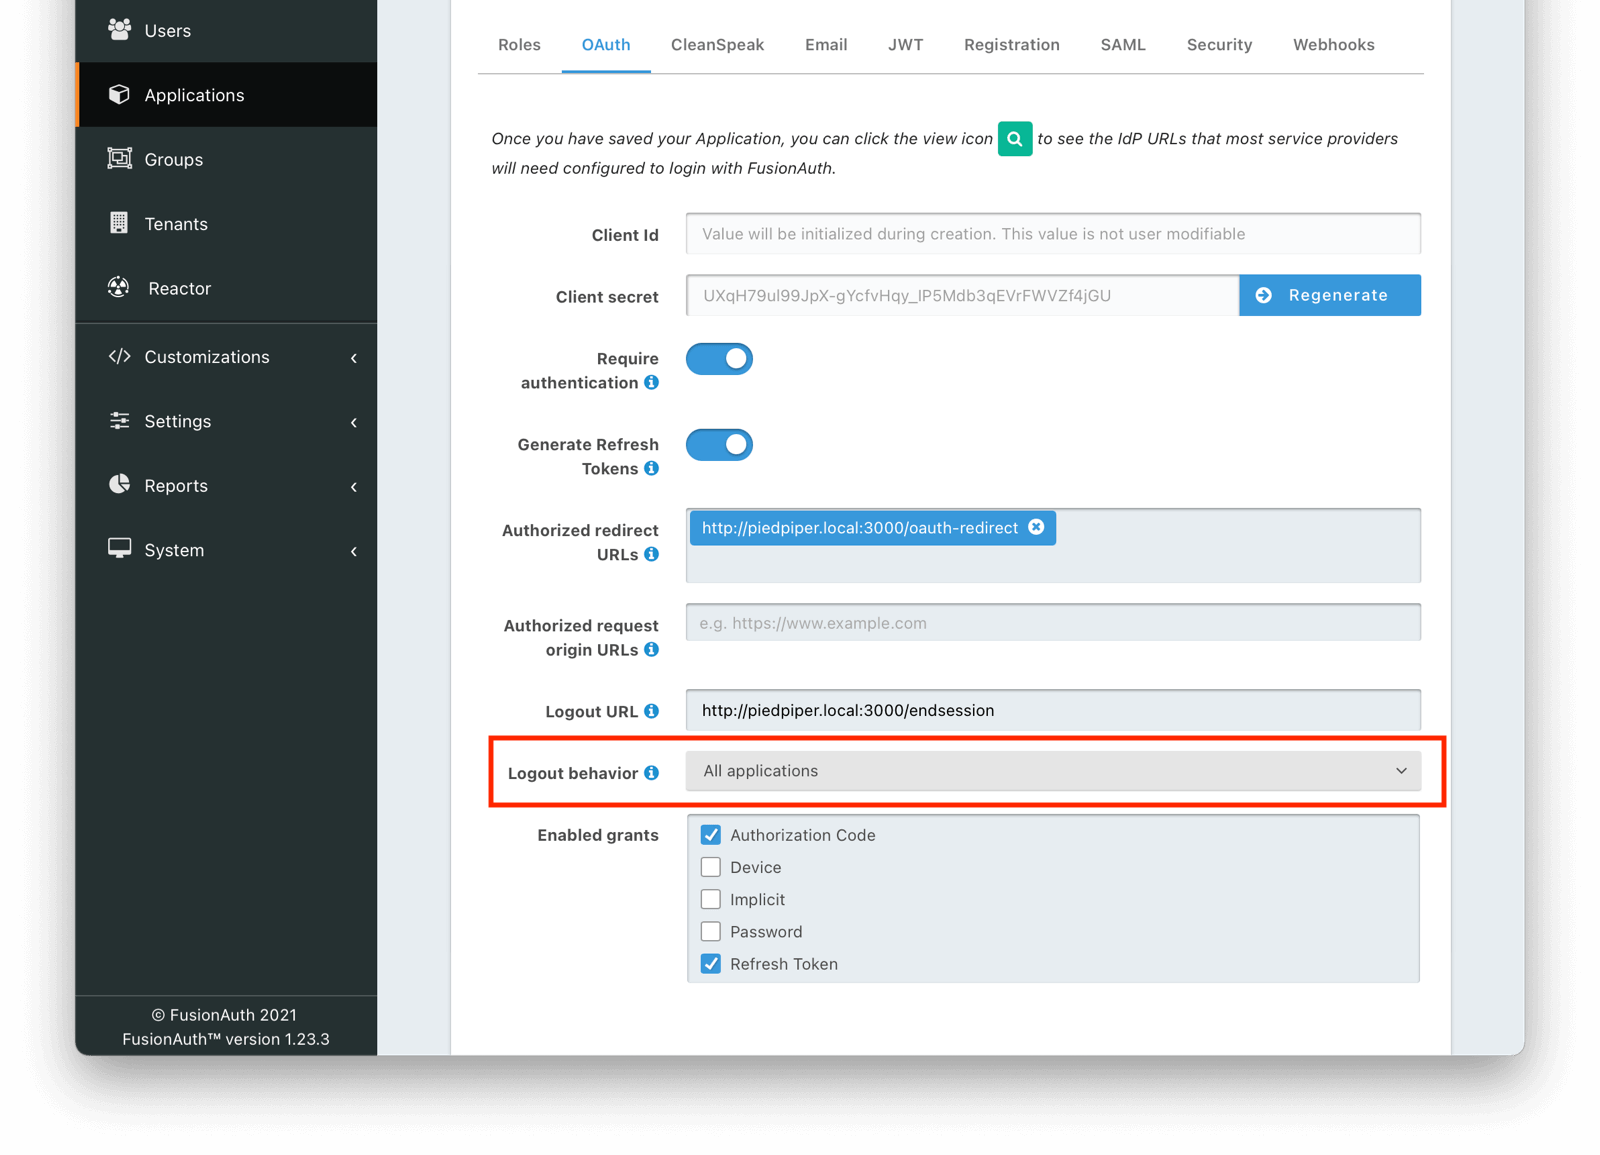 Users
Applications
Groups
Tenants
Reactor
Customizations
Settings
Reports
System
© FusionAuth 2021
FusionAuth™ version 1.23.3
Roles OAuth CleanSpeak Email JWT Registration SAML Security Webhooks
Once you have saved your Application, you can click the view icon to see the IdP URLs that most service providers
will need configured to login with FusionAuth.
Client Id Value will be initialized during creation. This value is not user modifiable
Client secret UXqH79ul99JpX-gYcfvHqy_IP5Mdb3qEVrFWVZf4jGU Regenerate
Require
authentication
Generate Refresh
Tokens
Authorized redirect
URLs
http://piedpiper.local:3000/oauth-redirect
Authorized request
origin URLs
e.g. https://www.example.com
Logout URL http://piedpiper.local:3000/endsession
Logout behavior All applications
Enabled grants
Authorization Code
Device
Implicit
Password
Refresh Token